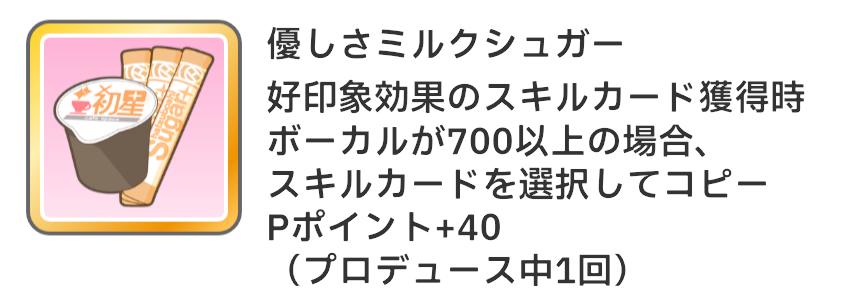 優しさミルクシュガー
好印象効果のスキルカード獲得時
ボーカルが700以上の場合、
スキルカードを選択してコピー
Pポイント+40
（プロデュース中1回）
初星
Sugar